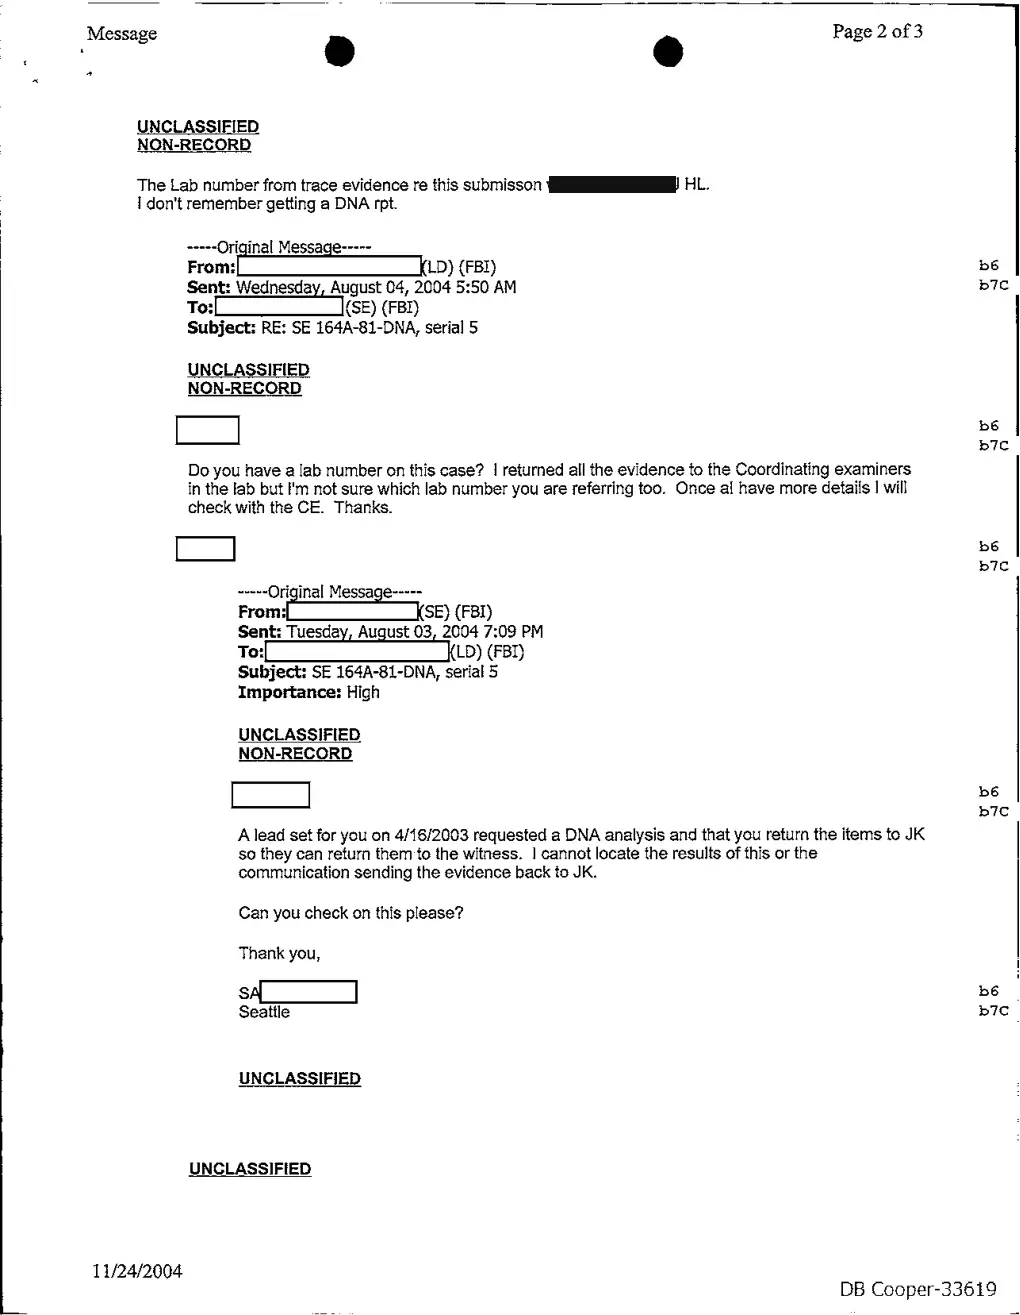 Message
Page 2 of 3
UNCLASSIFIED
NON-RECORD
The Lab number from trace evidence re this submisson HL.
I don't remember getting a DNA rpt.
-----Original Message-----
From: (LD) (FBI)
b6
Sent: Wednesday, August 04, 2004 5:50 AM
b7C
To: (SE) (FBI)
Subject: RE: SE 164A-81-DNA, serial 5
UNCLASSIFIED
NON-RECORD
b6
b7C
Do you have a lab number on this case? I returned all the evidence to the Coordinating examiners
in the lab but I'm not sure which lab number you are referring too. Once aI have more details I will
check with the CE. Thanks.
b6
b7C
-----Original Message-----
From: (SE) (FBI)
Sent: Tuesday, August 03, 2004 7:09 PM
To: (LD) (FBI)
Subject: SE 164A-81-DNA, serial 5
Importance: High
UNCLASSIFIED
NON-RECORD
b6
b7C
A lead set for you on 4/16/2003 requested a DNA analysis and that you return the items to JK
so they can return them to the witness. I cannot locate the results of this or the
communication sending the evidence back to JK.
Can you check on this please?
Thank you,
SA
b6
Seattle
b7C
UNCLASSIFIED
UNCLASSIFIED
11/24/2004
DB Cooper-33619